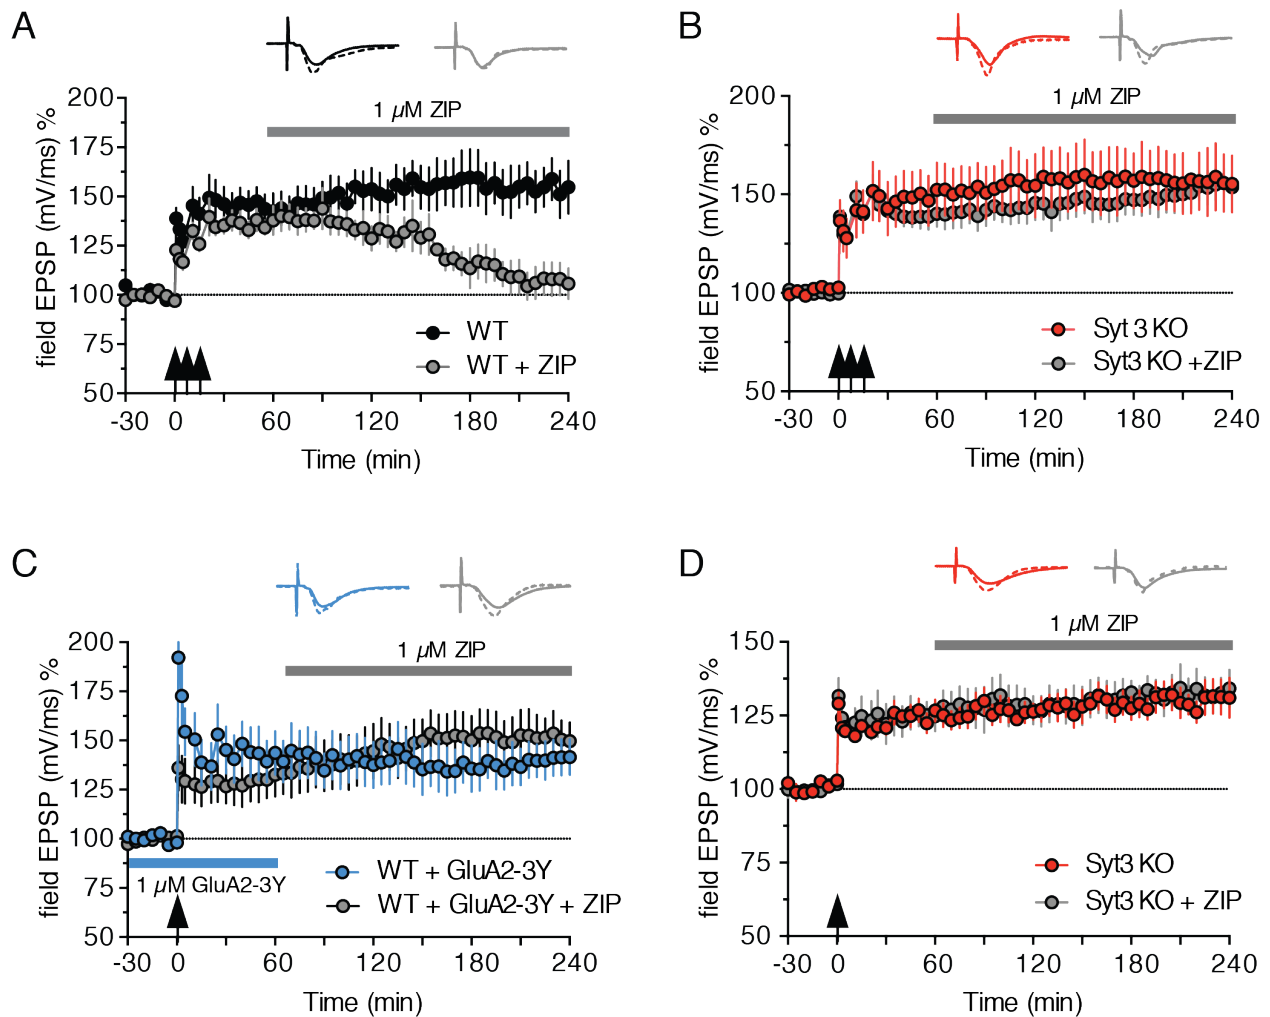 A
1 µM ZIP
field EPSP (mV/ms) %
200
175
150
125
100
75
50
WT
WT + ZIP
-30 0 60 120 180 240
Time (min)
B
1 µM ZIP
field EPSP (mV/ms) %
200
150
100
50
Syt 3 KO
Syt3 KO +ZIP
-30 0 60 120 180 240
Time (min)
C
1 µM ZIP
field EPSP (mV/ms) %
200
175
150
125
100
75
50
1 µM GluA2-3Y
WT + GluA2-3Y
WT + GluA2-3Y + ZIP
-30 0 60 120 180 240
Time (min)
D
1 µM ZIP
field EPSP (mV/ms) %
150
125
100
75
50
Syt3 KO
Syt3 KO + ZIP
-30 0 60 120 180 240
Time (min)